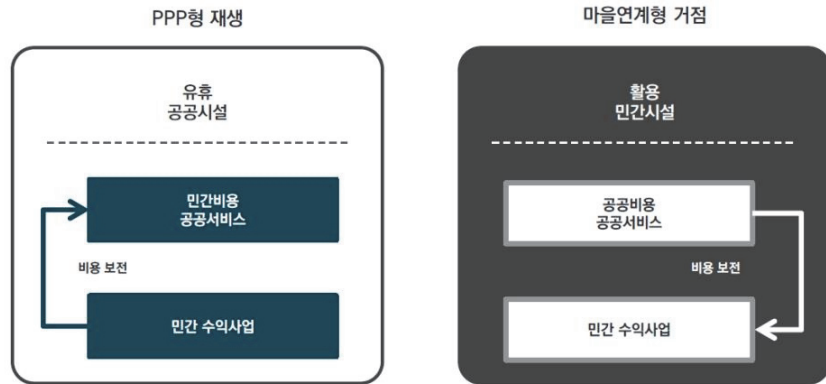 PPP형 재생
유휴
공공시설
민간비용
공공서비스
비용 보전
민간 수익사업
마을연계형 거점
활용
민간시설
공공비용
공공서비스
비용 보전
민간 수익사업